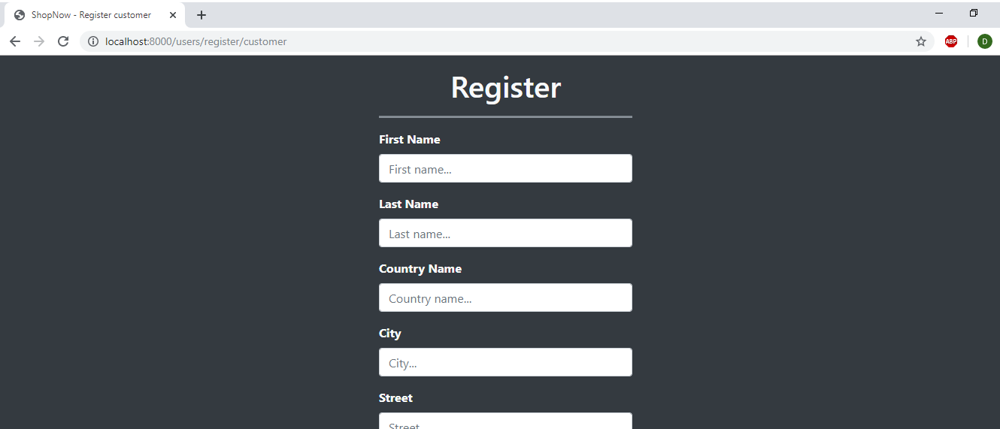 ShopNow - Register customer
localhost:8000/users/register/customer
ABP
D
Register
First Name
First name...
Last Name
Last name...
Country Name
Country name...
City
City...
Street
Street